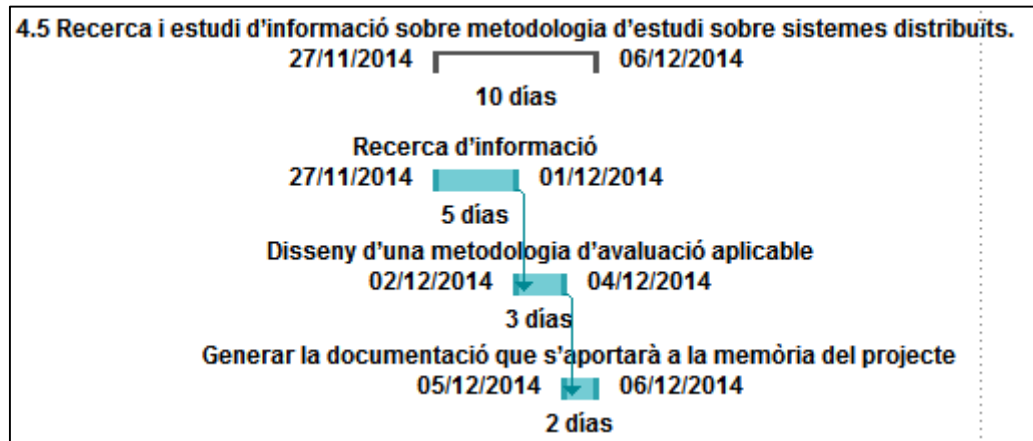 4.5 Recerca i estudi d'informació sobre metodologia d'estudi sobre sistemes distribuïts.
27/11/2014 06/12/2014
10 días
Recerca d'informació
27/11/2014 01/12/2014
5 días
Disseny d'una metodologia d'avaluació aplicable
02/12/2014 04/12/2014
3 días
Generar la documentació que s'aportarà a la memòria del projecte
05/12/2014 06/12/2014
2 días